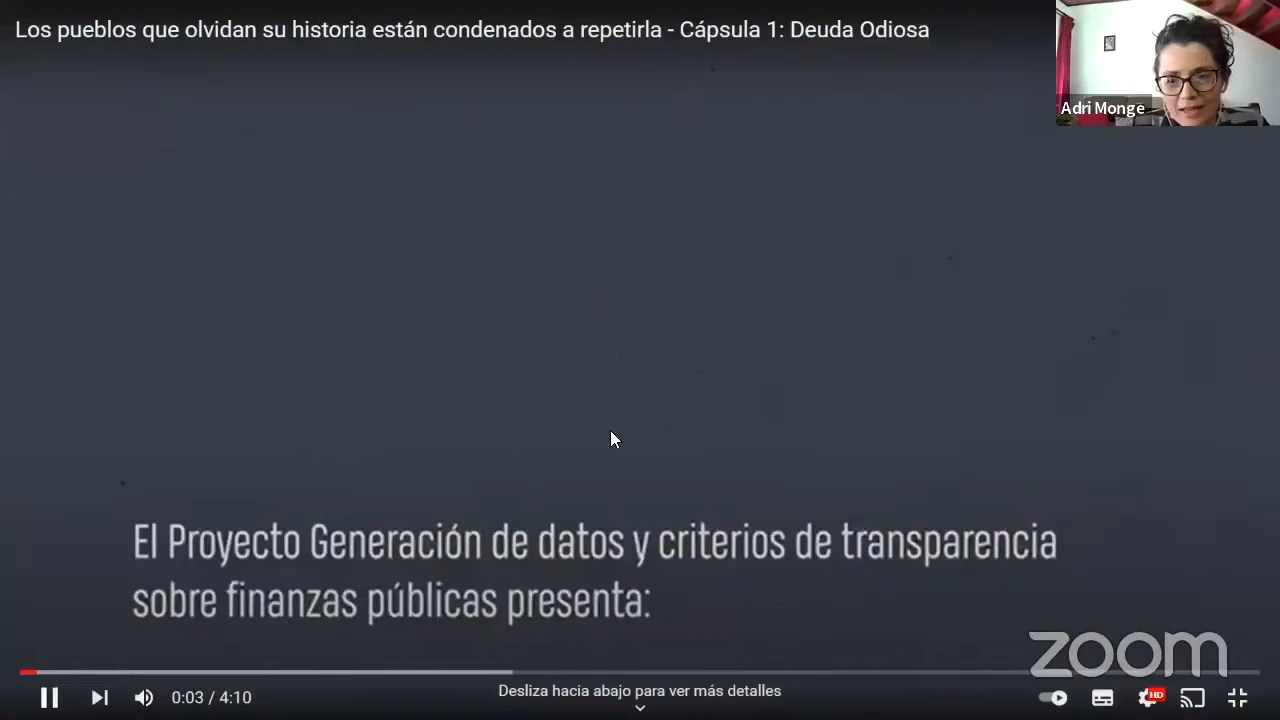 Los pueblos que olvidan su historia están condenados a repetirla - Cápsula 1: Deuda Odiosa
Adri Monge
El Proyecto Generación de datos y criterios de transparencia
sobre finanzas públicas presenta:
zoom
0:03 / 4:10
Desliza hacia abajo para ver más detalles
HD